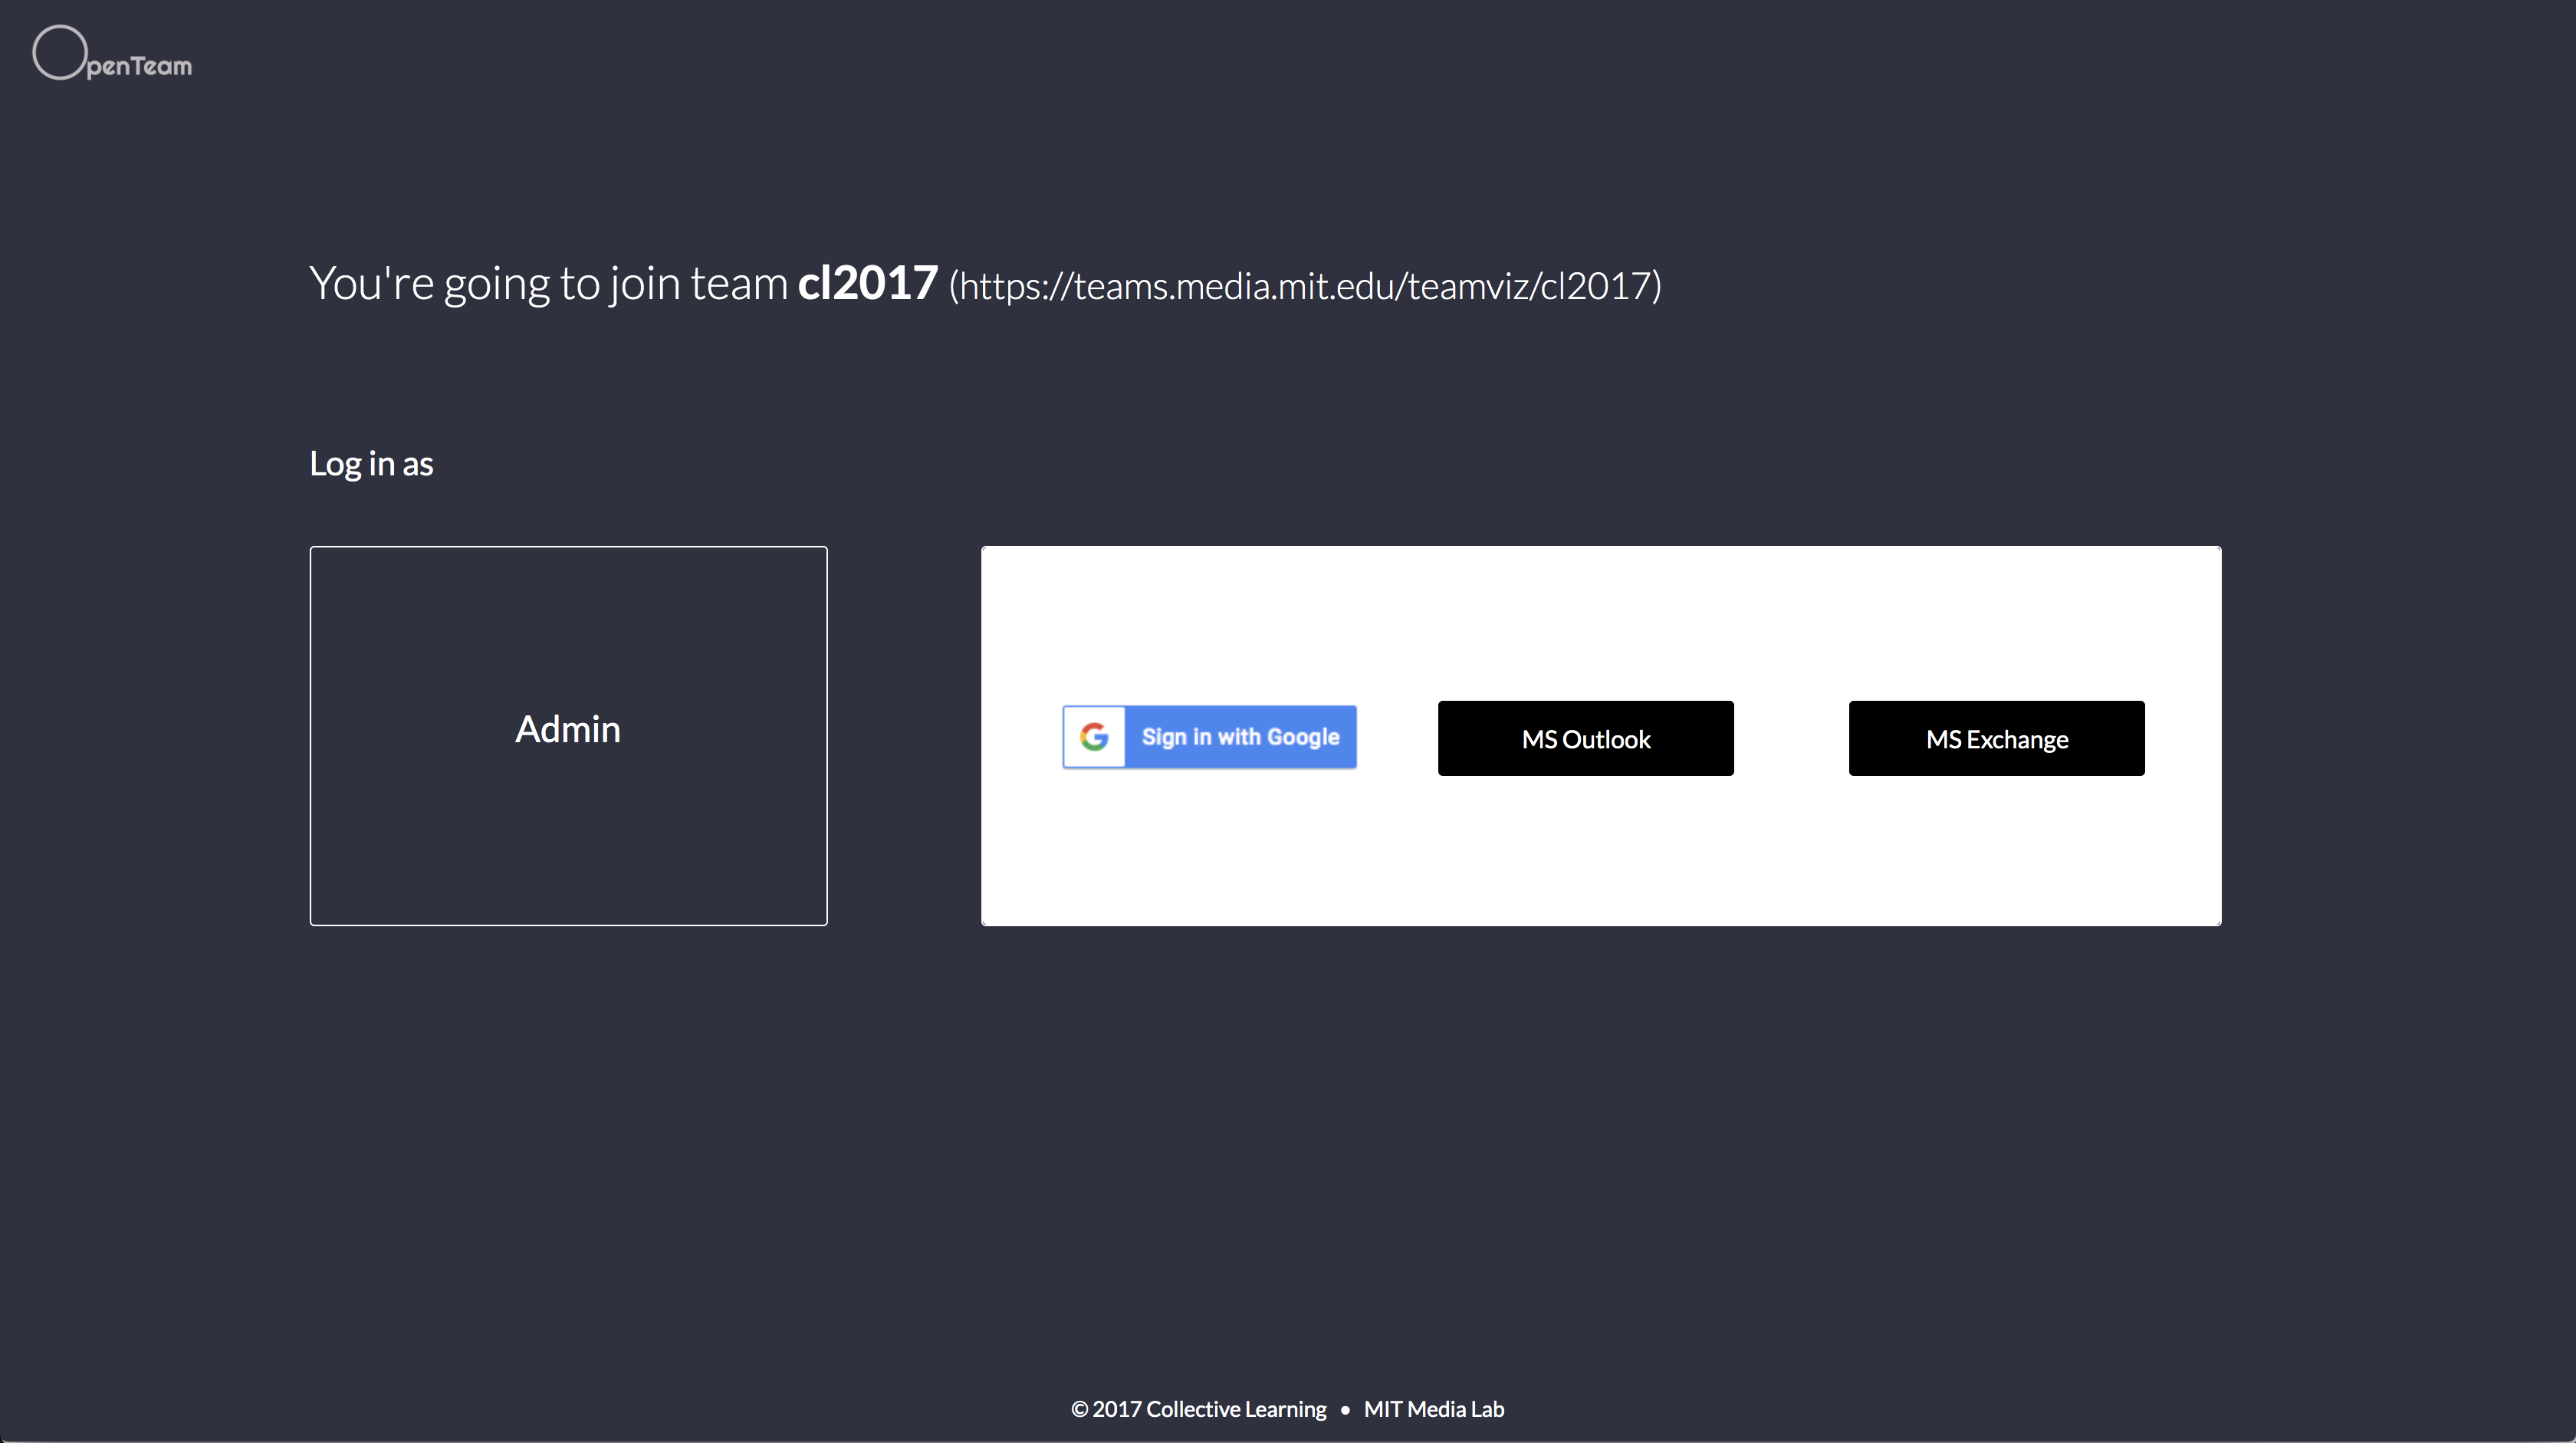 OpenTeam
You're going to join team cl2017 (https://teams.media.mit.edu/teamviz/cl2017)
Log in as
Admin
Sign in with Google
MS Outlook
MS Exchange
© 2017 Collective Learning • MIT Media Lab